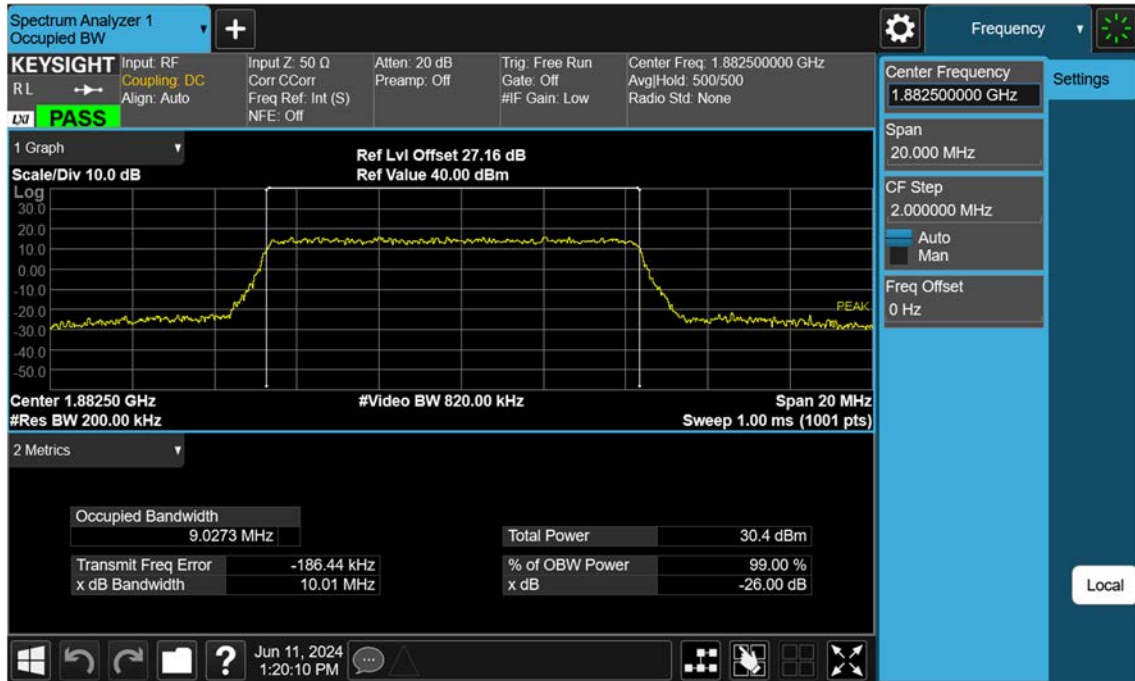 Spectrum Analyzer 1
Occupied BW
Frequency
KEYSIGHT
Input: RF
Coupling: DC
Align: Auto
Input Z: 50 Ω
Corr CCorr
Freq Ref: Int (S)
NFE: Off
Atten: 20 dB
Preamp: Off
Trig: Free Run
Gate: Off
#IF Gain: Low
Center Freq: 1.882500000 GHz
Avg|Hold: 500/500
Radio Std: None
R L
LXI
PASS
Center Frequency
1.882500000 GHz
Settings
Span
20.000 MHz
CF Step
2.000000 MHz
Auto
Man
Freq Offset
0 Hz
Local
1 Graph
Ref Lvl Offset 27.16 dB
Scale/Div 10.0 dB
Ref Value 40.00 dBm
Log
30.0
20.0
10.0
0.00
-10.0
-20.0
-30.0
-40.0
-50.0
PEAK
Center 1.88250 GHz
#Video BW 820.00 kHz
Span 20 MHz
#Res BW 200.00 kHz
Sweep 1.00 ms (1001 pts)
2 Metrics
Occupied Bandwidth
9.0273 MHz
Total Power 30.4 dBm
Transmit Freq Error -186.44 kHz
% of OBW Power 99.00 %
x dB Bandwidth 10.01 MHz
x dB -26.00 dB
?
Jun 11, 2024
1:20:10 PM